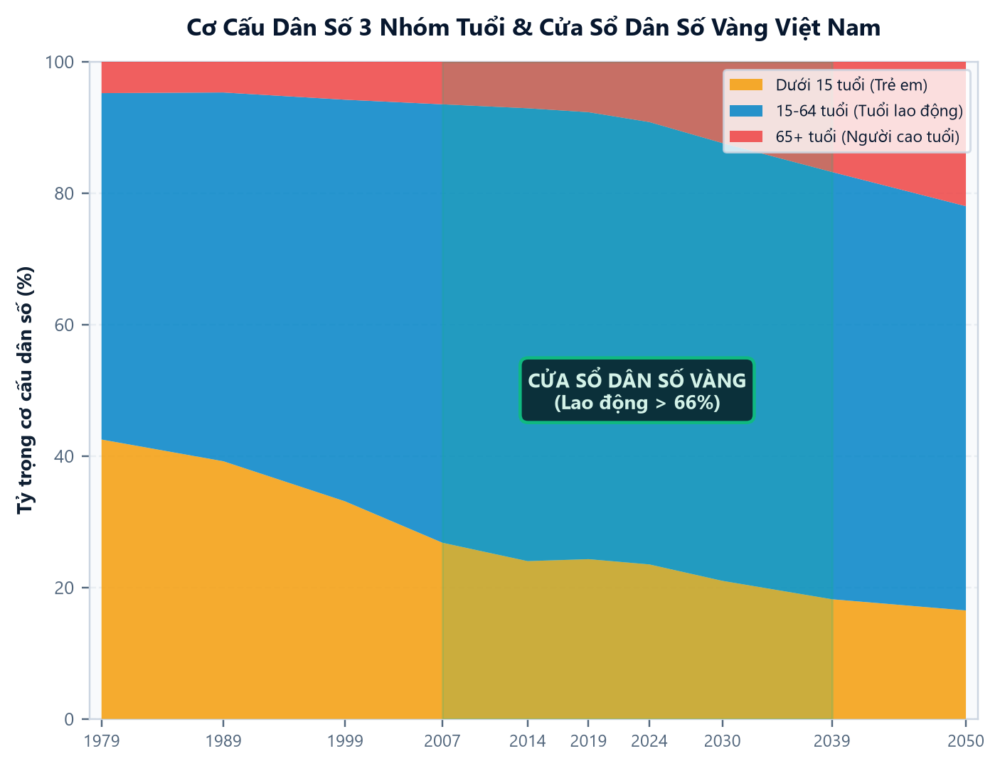 Cơ Cấu Dân Số 3 Nhóm Tuổi & Cửa Sổ Dân Số Vàng Việt Nam
Tỷ trọng cơ cấu dân số (%)
100
80
60
40
20
0
Dưới 15 tuổi (Trẻ em)
15-64 tuổi (Tuổi lao động)
65+ tuổi (Người cao tuổi)
CỬA SỔ DÂN SỐ VÀNG
(Lao động > 66%)
1979 1989 1999 2007 2014 2019 2024 2030 2039 2050